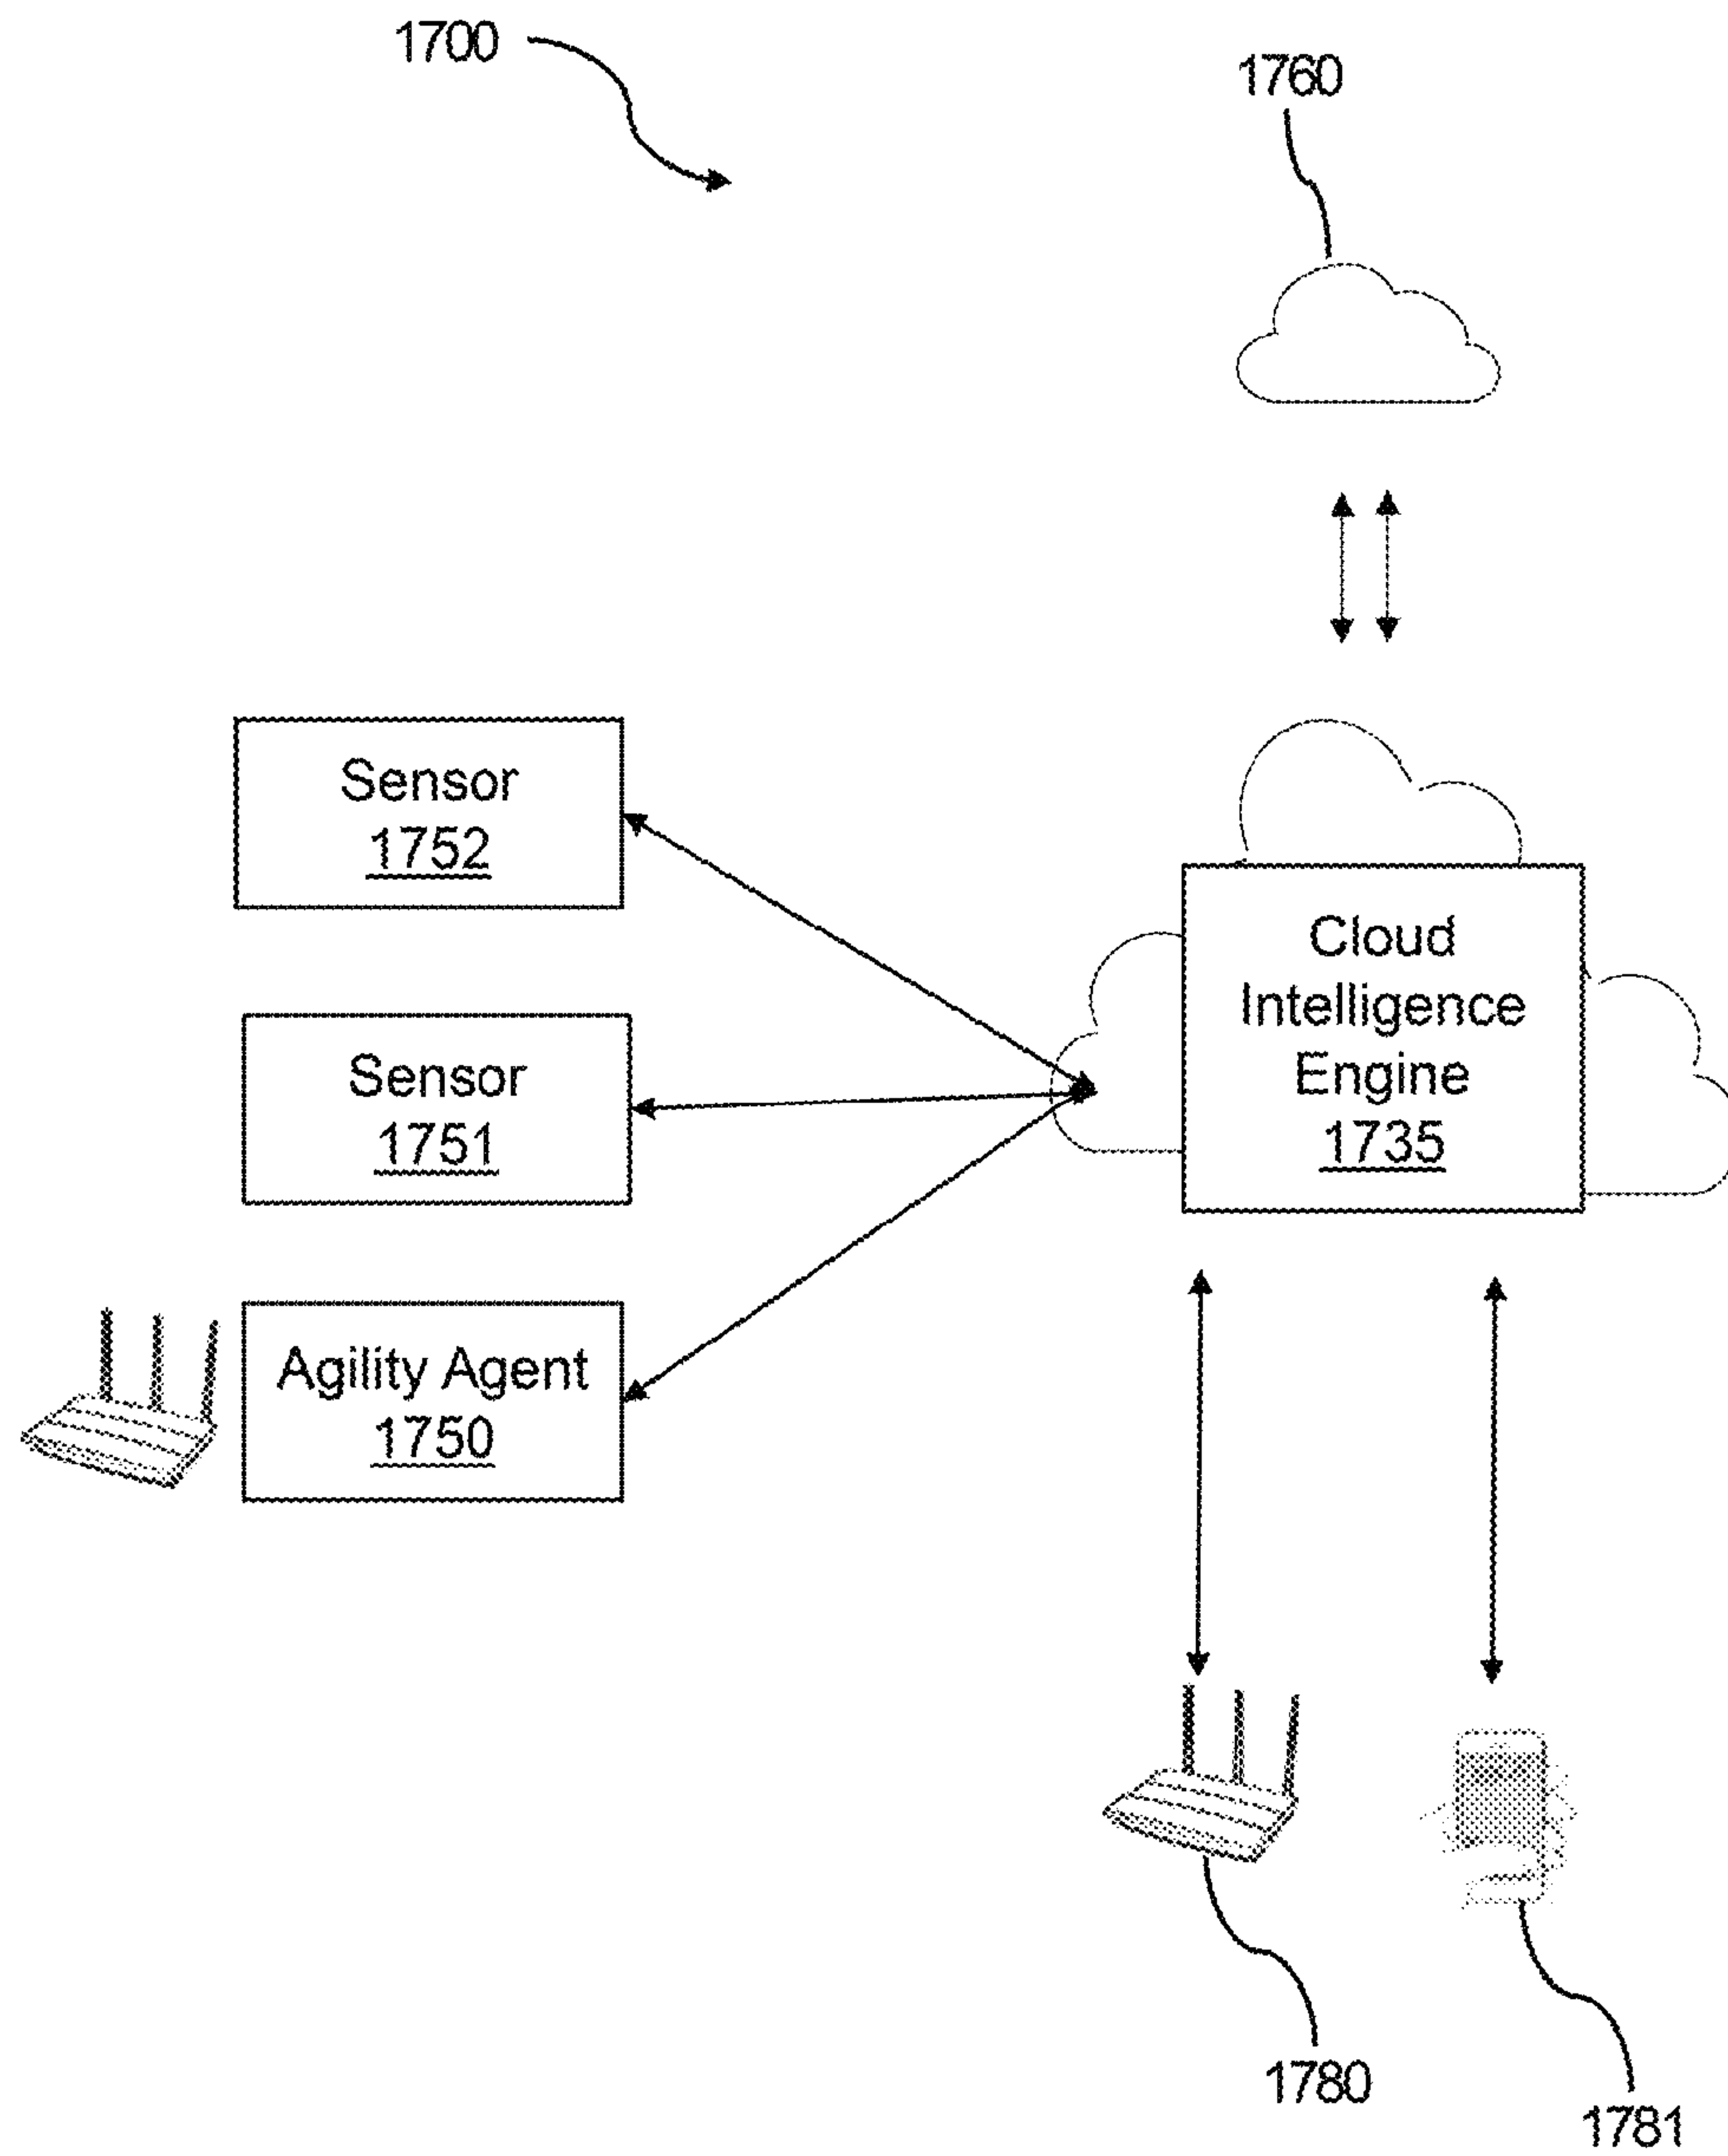 1700
1760
Sensor
1752
Cloud
Intelligence
Engine
1735
Sensor
1751
Agility Agent
1750
1780
1781